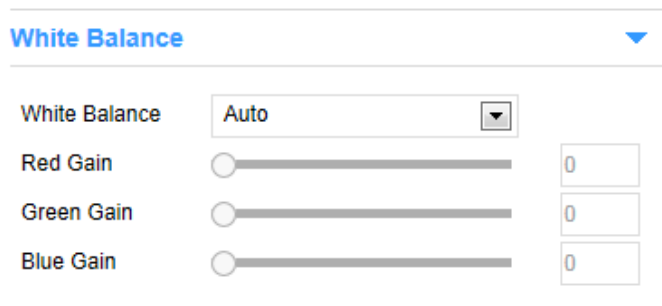 White Balance
White Balance Auto
Red Gain 0
Green Gain 0
Blue Gain 0